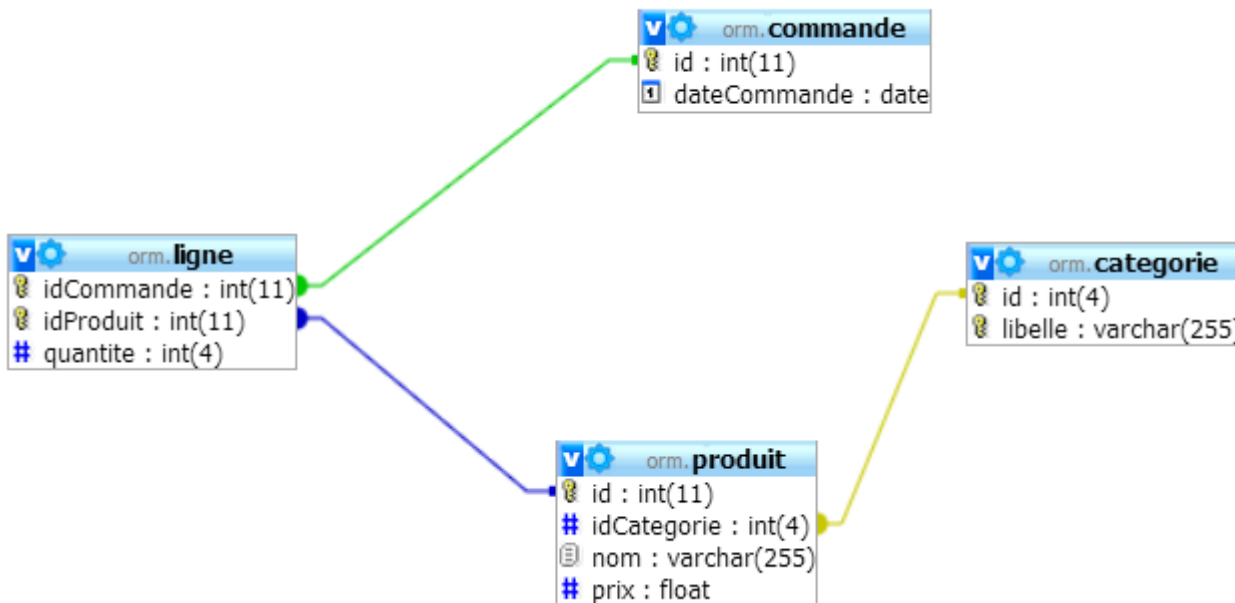 orm.commande
id : int(11)
dateCommande : date
orm.ligne
idCommande : int(11)
idProduit : int(11)
# quantite : int(4)
orm.categorie
id : int(4)
libelle : varchar(255)
orm.produit
id : int(11)
# idCategorie : int(4)
nom : varchar(255)
# prix : float